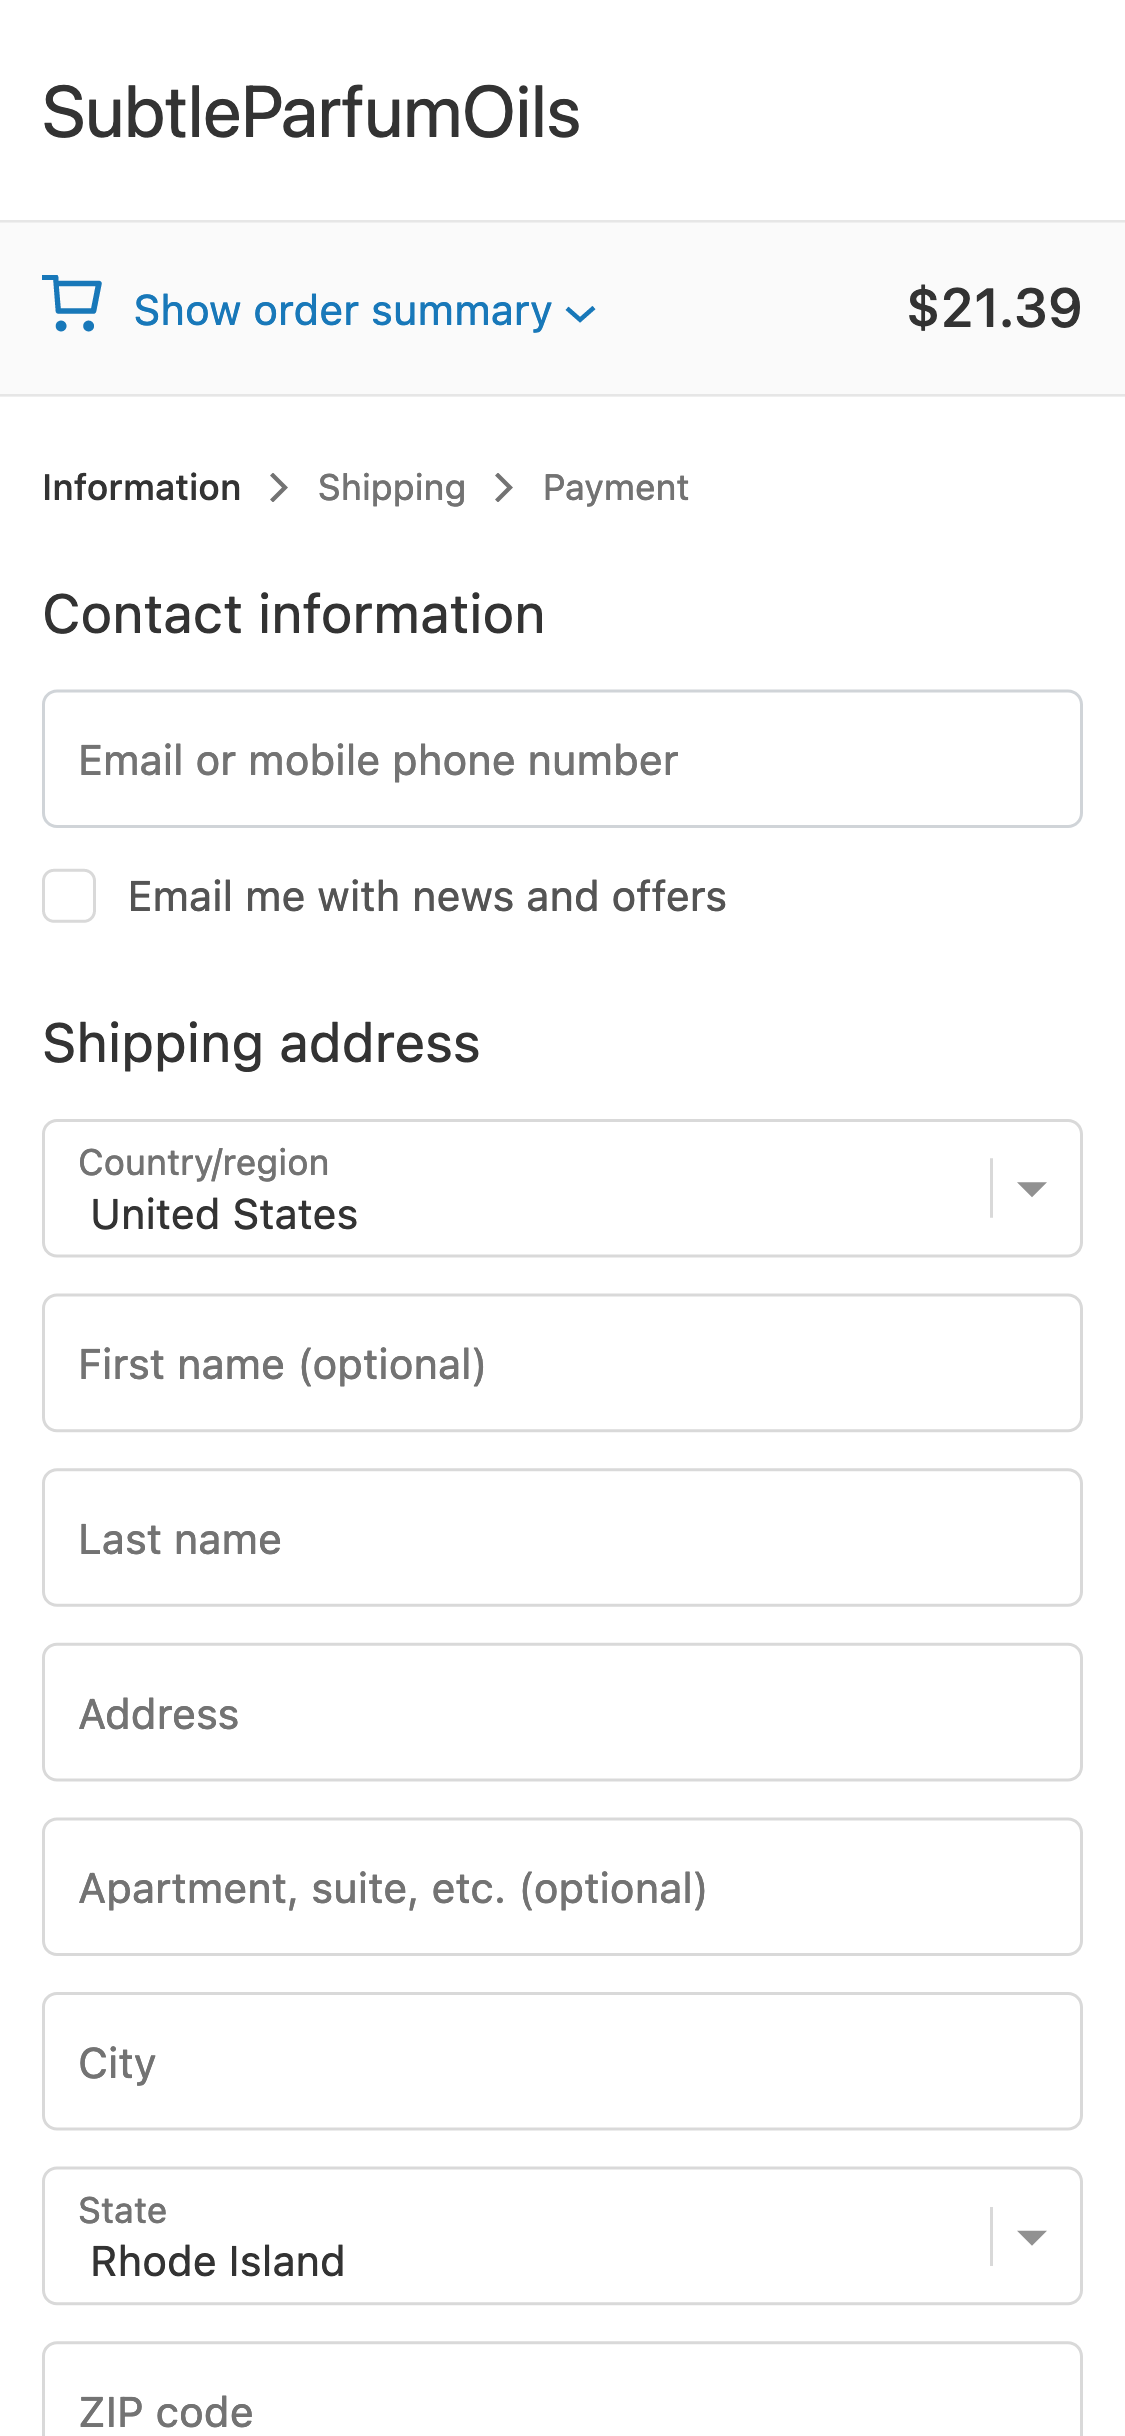 SubtleParfumOils
Show order summary
$21.39
Information > Shipping > Payment
Contact information
Email or mobile phone number
Email me with news and offers
Shipping address
Country/region
United States
First name (optional)
Last name
Address
Apartment, suite, etc. (optional)
City
State
Rhode Island
ZIP code